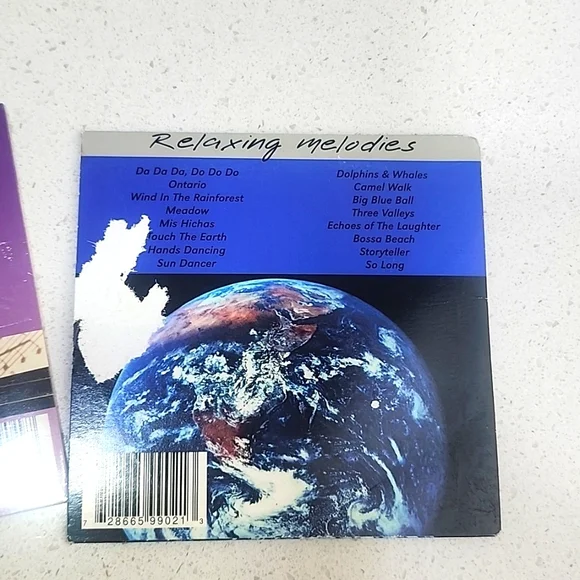 Relaxing melodies
Da Da Da, Do Do Do
Ontario
Wind In The Rainforest
Meadow
Mis Hichas
Touch The Earth
Hands Dancing
Sun Dancer
Dolphins & Whales
Camel Walk
Big Blue Ball
Three Valleys
Echoes of The Laughter
Bossa Beach
Storyteller
So Long
7 28665 99021 3